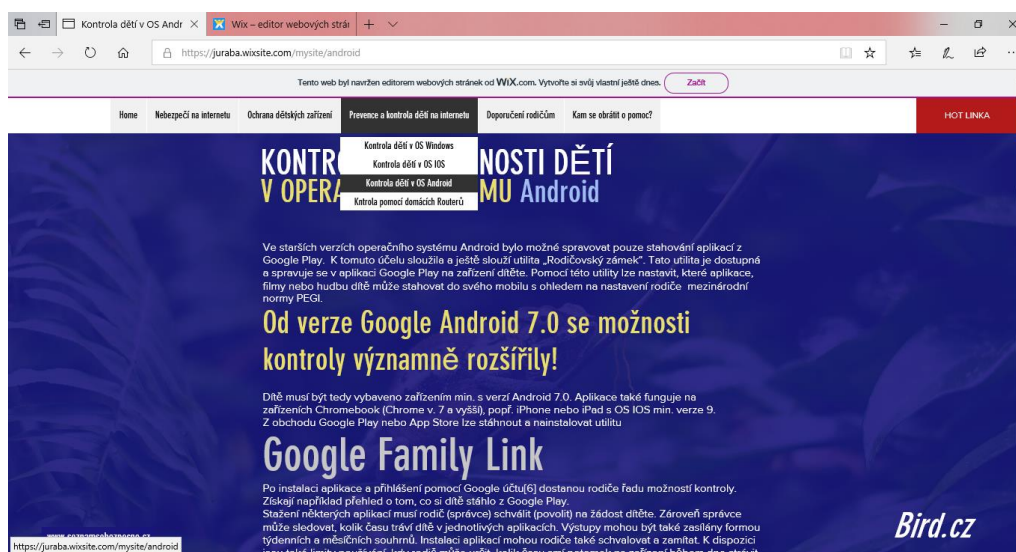 Kontrola dětí v OS Andr
Wix – editor webových strá
https://juraba.wixsite.com/mysite/android
Tento web byl navržen editorem webových stránek od WiX.com. Vytvořte si svůj vlastní ještě dnes.
Začít
Home Nebezpečí na internetu Ochrana dětských zařízení Prevence a kontrola dětí na internetu Doporučení rodičům Kam se obrátit o pomoc?
HOT LINKA
Kontrola dětí v OS Windows
Kontrola dětí v OS IOS
Kontrola dětí v OS Android
Kntrola pomocí domácích Routerů
KONTR NOSTI DĚTÍ
V OPERA MU Android
Ve starších verzích operačního systému Android bylo možné spravovat pouze stahování aplikací z
Google Play. K tomuto účelu sloužila a ještě slouží utilita „Rodičovský zámek“. Tato utilita je dostupná
a spravuje se v aplikaci Google Play na zařízení dítěte. Pomocí této utility lze nastavit, které aplikace,
filmy nebo hudbu dítě může stahovat do svého mobilu s ohledem na nastavení rodiče mezinárodní
normy PEGI.
Od verze Google Android 7.0 se možnosti
kontroly významně rozšířily!
Dítě musí být tedy vybaveno zařízením min. s verzí Android 7.0. Aplikace také funguje na
zařízeních Chromebook (Chrome v. 7 a vyšší), popř. iPhone nebo iPad s OS IOS min. verze 9.
Z obchodu Google Play nebo App Store lze stáhnout a nainstalovat utilitu
Google Family Link
Po instalaci aplikace a přihlášení pomocí Google účtu[6] dostanou rodiče řadu možností kontroly.
Získají například přehled o tom, co si dítě stáhlo z Google Play.
Stažení některých aplikací musí rodič (správce) schválit (povolit) na žádost dítěte. Zároveň správce
může sledovat, kolik času tráví dítě v jednotlivých aplikacích. Výstupy mohou být také zasílány formou
týdenních a měsíčních souhrnů. Instalaci aplikací mohou rodiče také schvalovat a zamítat. K dispozici
Bird.cz
https://juraba.wixsite.com/mysite/android